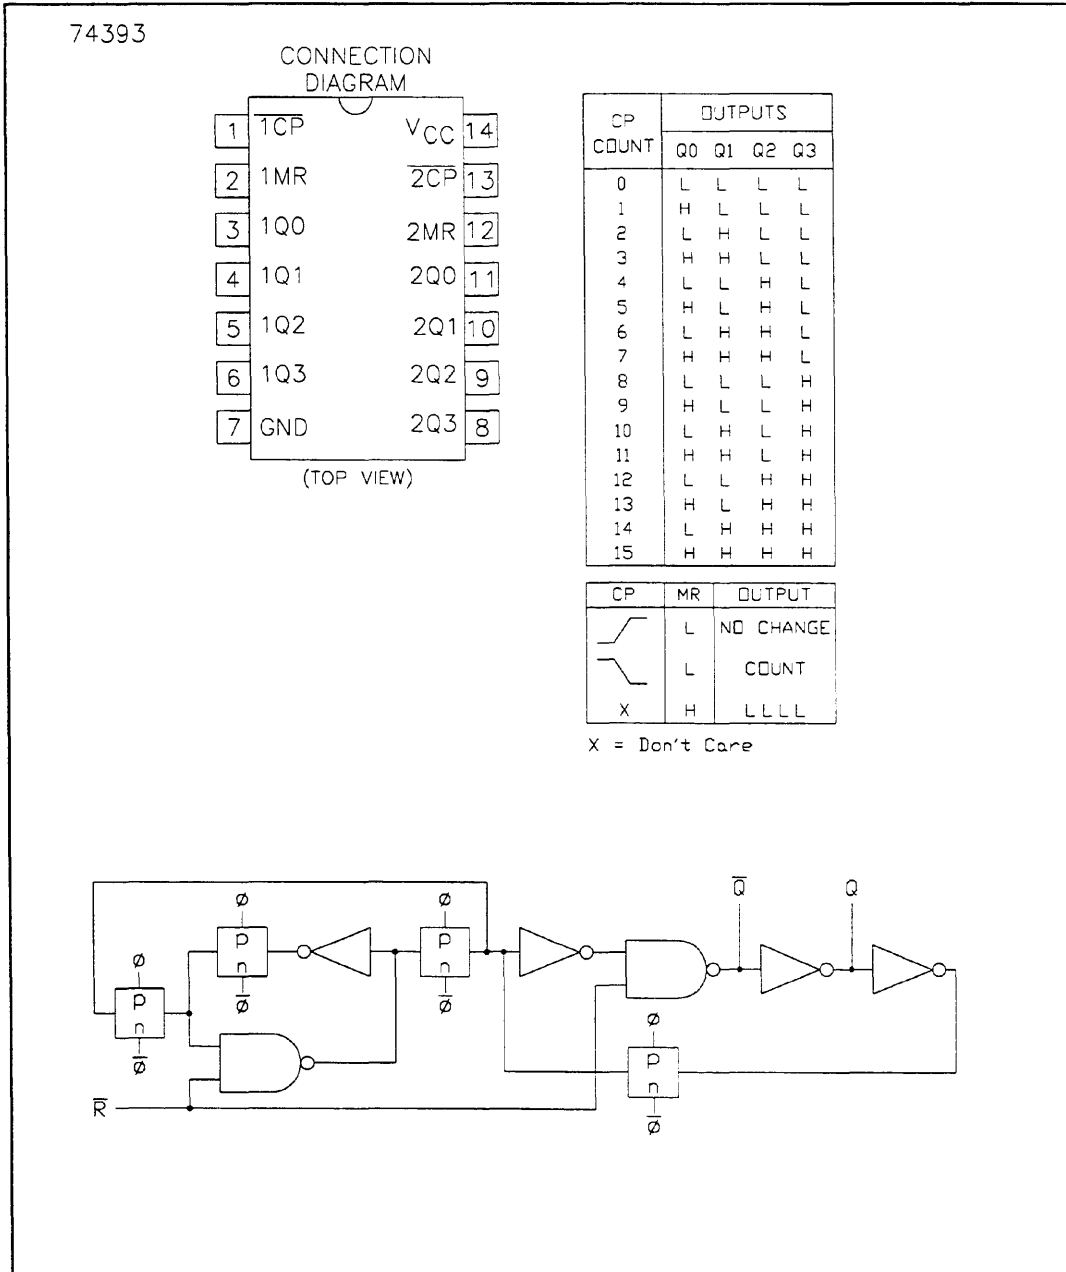 74393
CONNECTION
DIAGRAM
1 1CP VCC 14
2 1MR 2CP 13
3 1Q0 2MR 12
4 1Q1 2Q0 11
5 1Q2 2Q1 10
6 1Q3 2Q2 9
7 GND 2Q3 8
(TOP VIEW)
CP COUNT OUTPUTS
Q0 Q1 Q2 Q3
0 L L L L
1 H L L L
2 L H L L
3 H H L L
4 L L H L
5 H L H L
6 L H H L
7 H H H L
8 L L L H
9 H L L H
10 L H L H
11 H H L H
12 L L H H
13 H L H H
14 L H H H
15 H H H H
CP MR OUTPUT
L NO CHANGE
L COUNT
X H L L L L
X = Don't Care
Q̅ Q
ø ø
p n p n
ø̅ ø̅
ø
p n
ø̅
ø
p n
ø̅
R̅